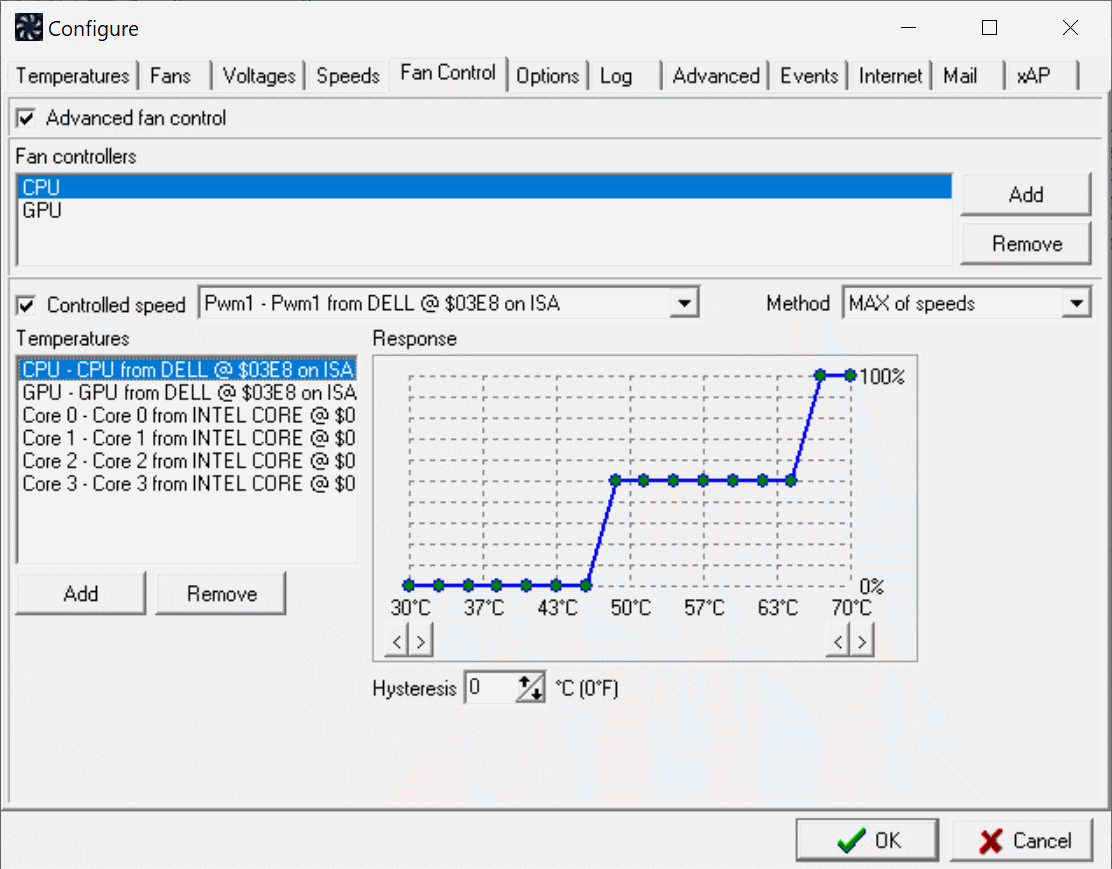 Configure
Temperatures Fans Voltages Speeds Fan Control Options Log Advanced Events Internet Mail xAP
Advanced fan control
Fan controllers
CPU
GPU
Add
Remove
Controlled speed Pwm1 - Pwm1 from DELL @ $03E8 on ISA Method MAX of speeds
Temperatures
CPU - CPU from DELL @ $03E8 on ISA
GPU - GPU from DELL @ $03E8 on ISA
Core 0 - Core 0 from INTEL CORE @ $0
Core 1 - Core 1 from INTEL CORE @ $0
Core 2 - Core 2 from INTEL CORE @ $0
Core 3 - Core 3 from INTEL CORE @ $0
Add Remove
Response
100%
0%
30°C 37°C 43°C 50°C 57°C 63°C 70°C
< > < >
Hysteresis 0 °C (0°F)
OK Cancel